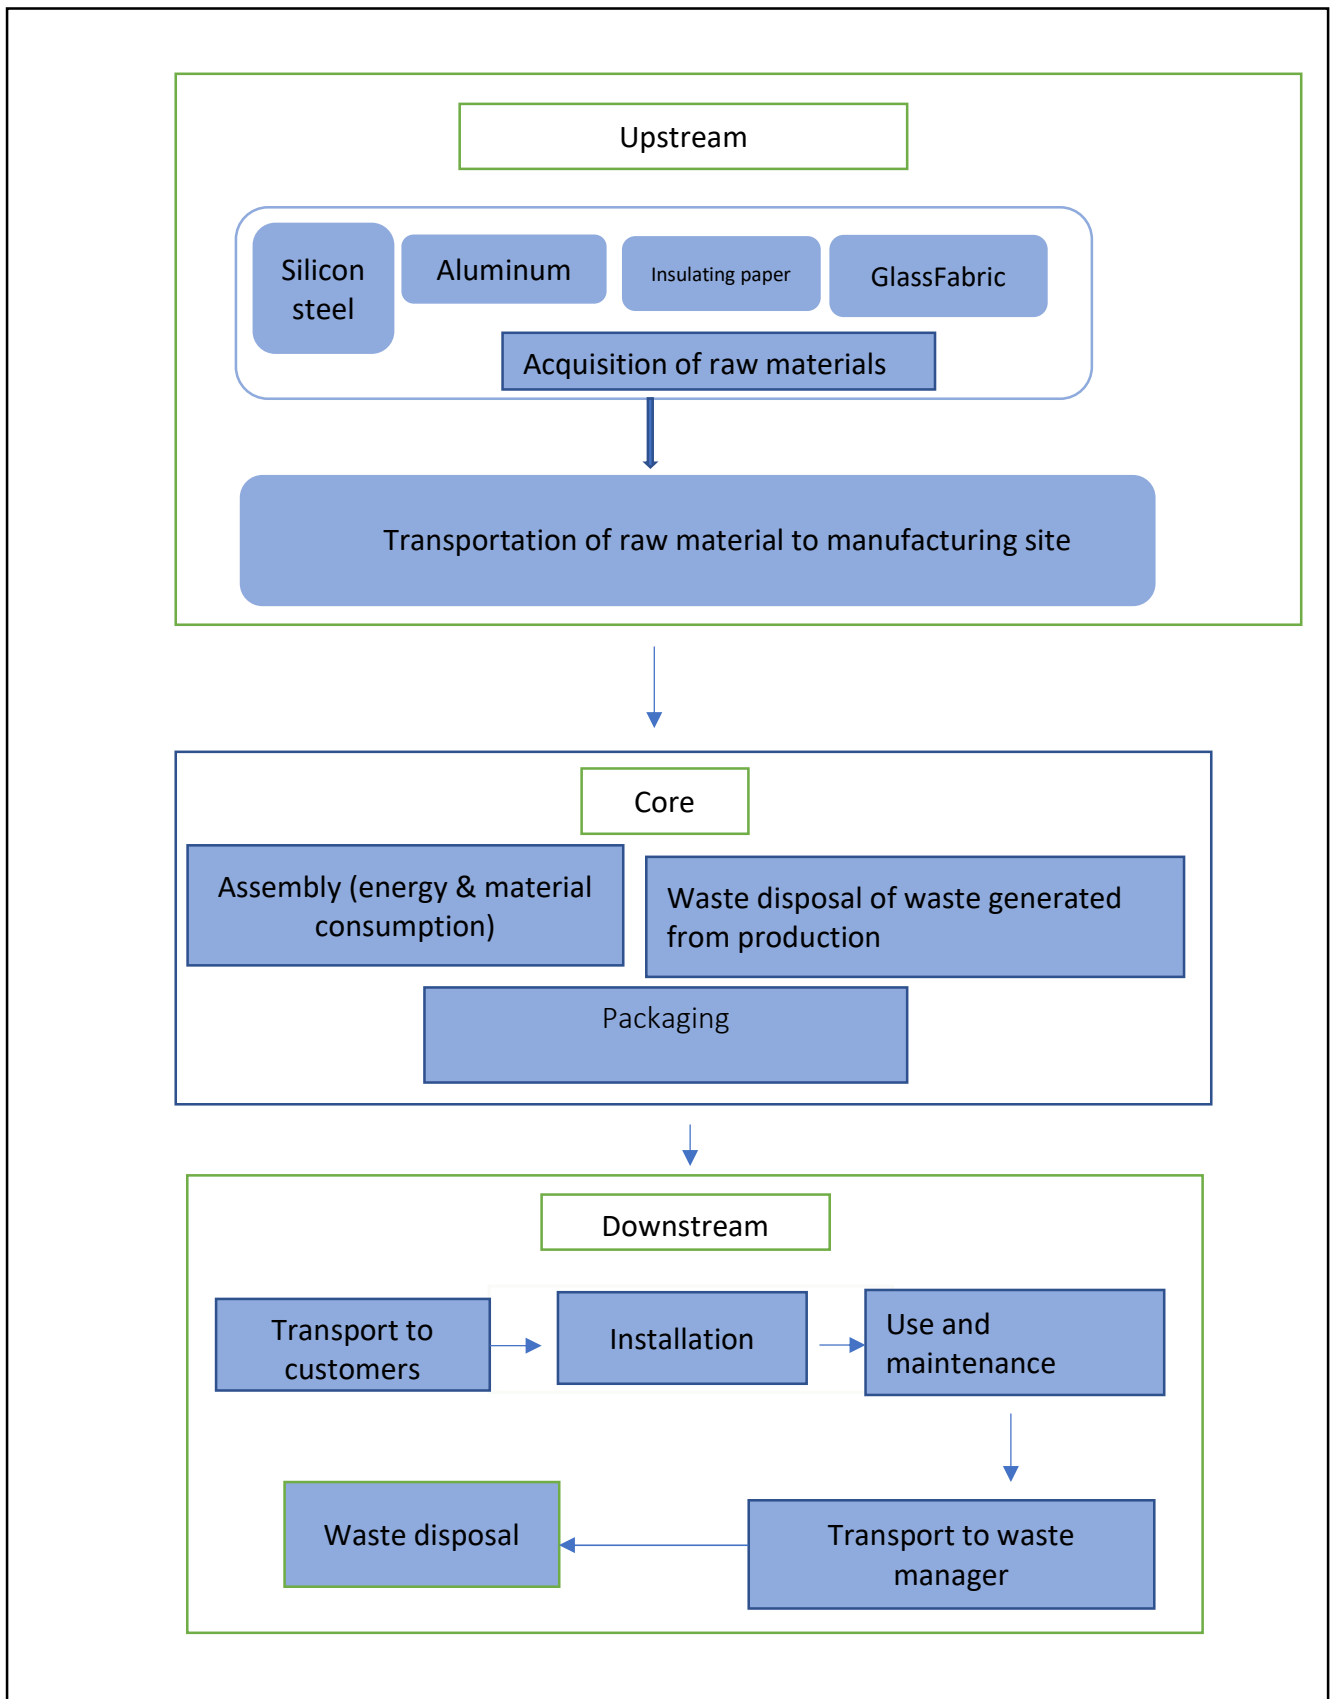 Upstream
Silicon
steel
Aluminum
Insulating paper
GlassFabric
Acquisition of raw materials
Transportation of raw material to manufacturing site
Core
Assembly (energy & material
consumption)
Waste disposal of waste generated
from production
Packaging
Downstream
Transport to
customers
Installation
Use and
maintenance
Waste disposal
Transport to waste
manager